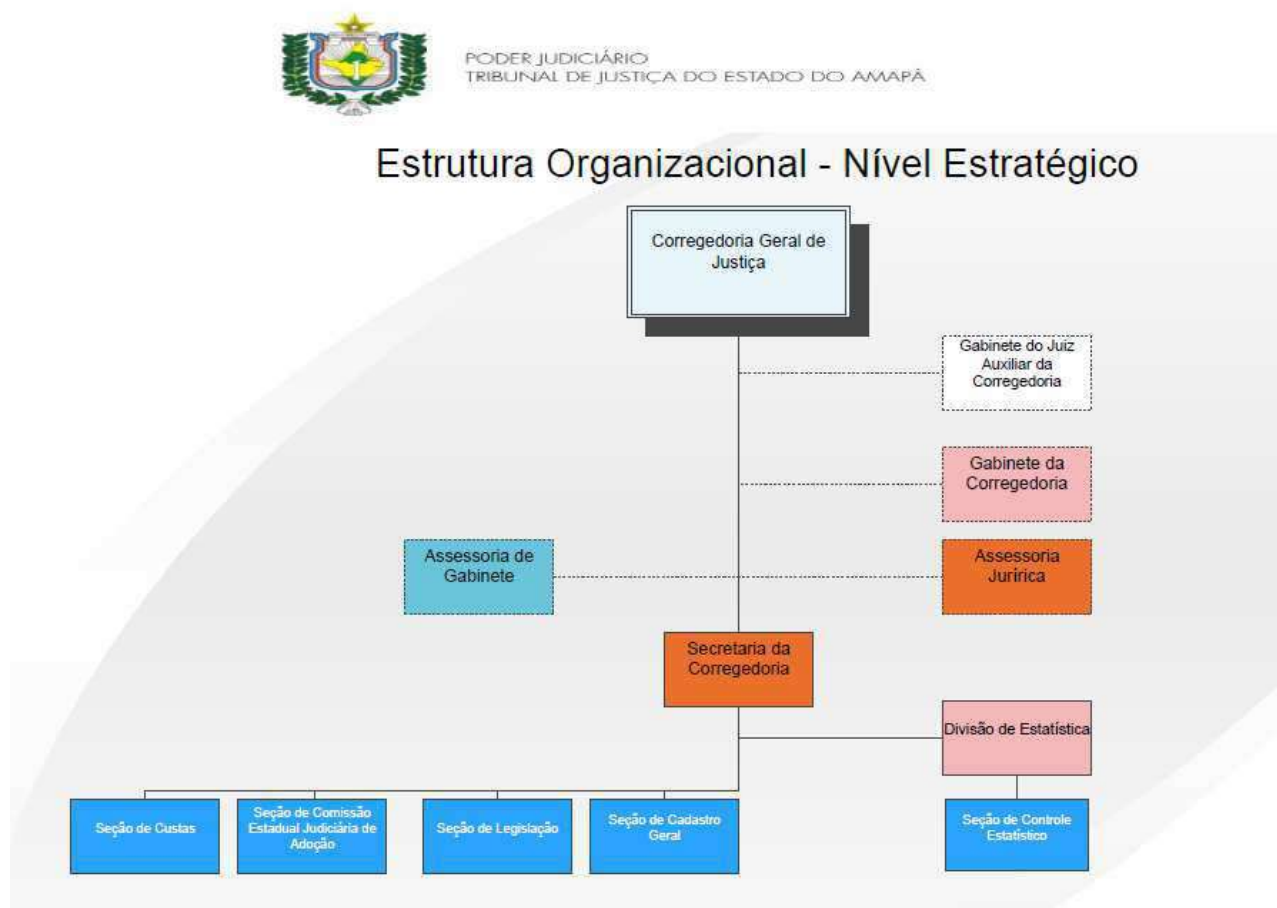 PODER JUDICIÁRIO
TRIBUNAL DE JUSTIÇA DO ESTADO DO AMAPÁ
Estrutura Organizacional - Nível Estratégico
Corregedoria Geral de
Justiça
Gabinete do Juiz
Auxiliar da
Corregedoria
Gabinete da
Corregedoria
Assessoria de
Gabinete
Assessoria
Jurírica
Secretaria da
Corregedoria
Divisão de Estatística
Seção de Custas
Seção de Comissão
Estadual Judiciária de
Adoção
Seção de Legislação
Seção de Cadastro
Geral
Seção de Controle
Estatístico